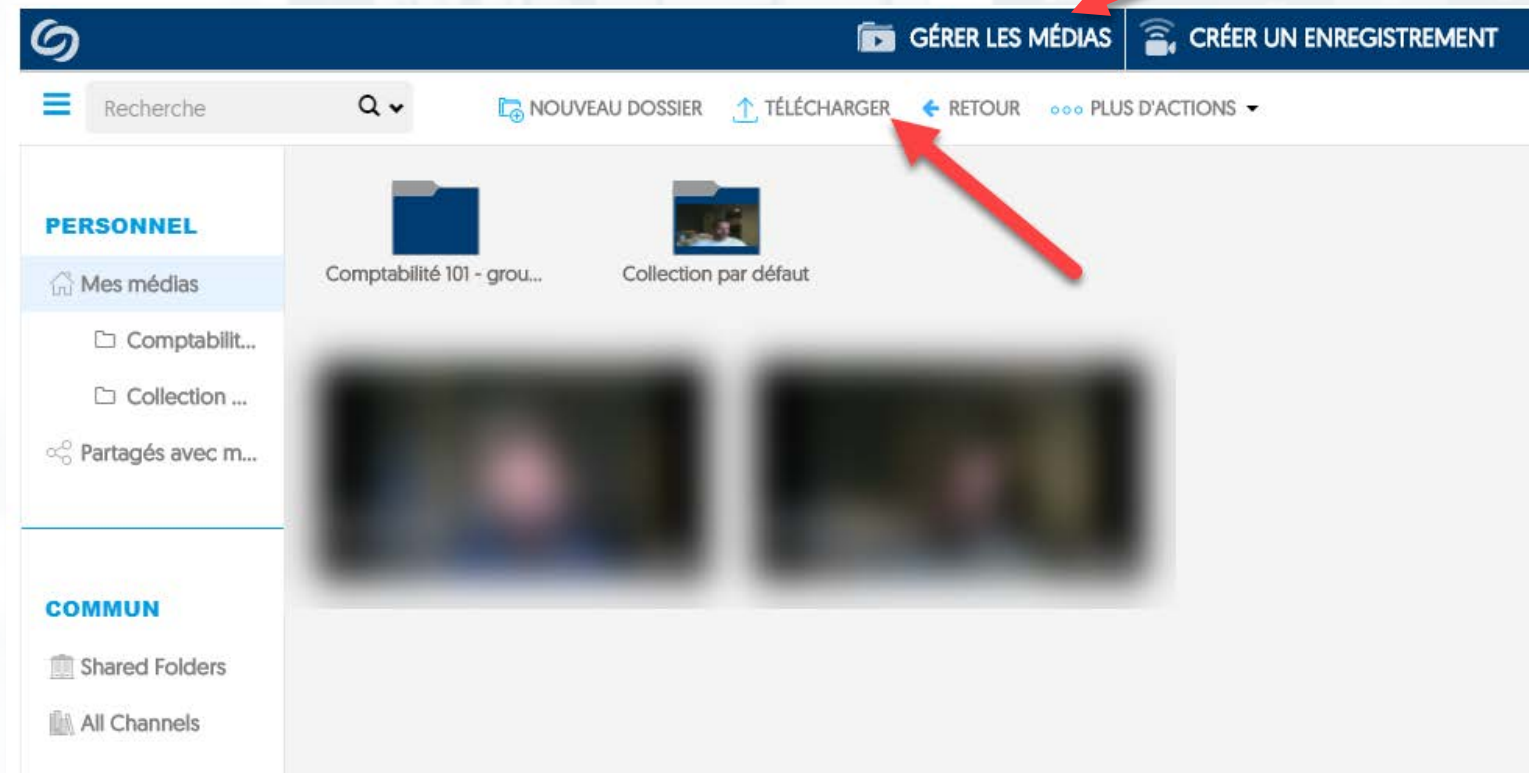 GÉRER LES MÉDIAS CRÉER UN ENREGISTREMENT
Recherche NOUVEAU DOSSIER TÉLÉCHARGER RETOUR PLUS D'ACTIONS
PERSONNEL
Mes médias
Comptabilit...
Collection ...
Partagés avec m...
Comptabilité 101 - grou... Collection par défaut
COMMUN
Shared Folders
All Channels